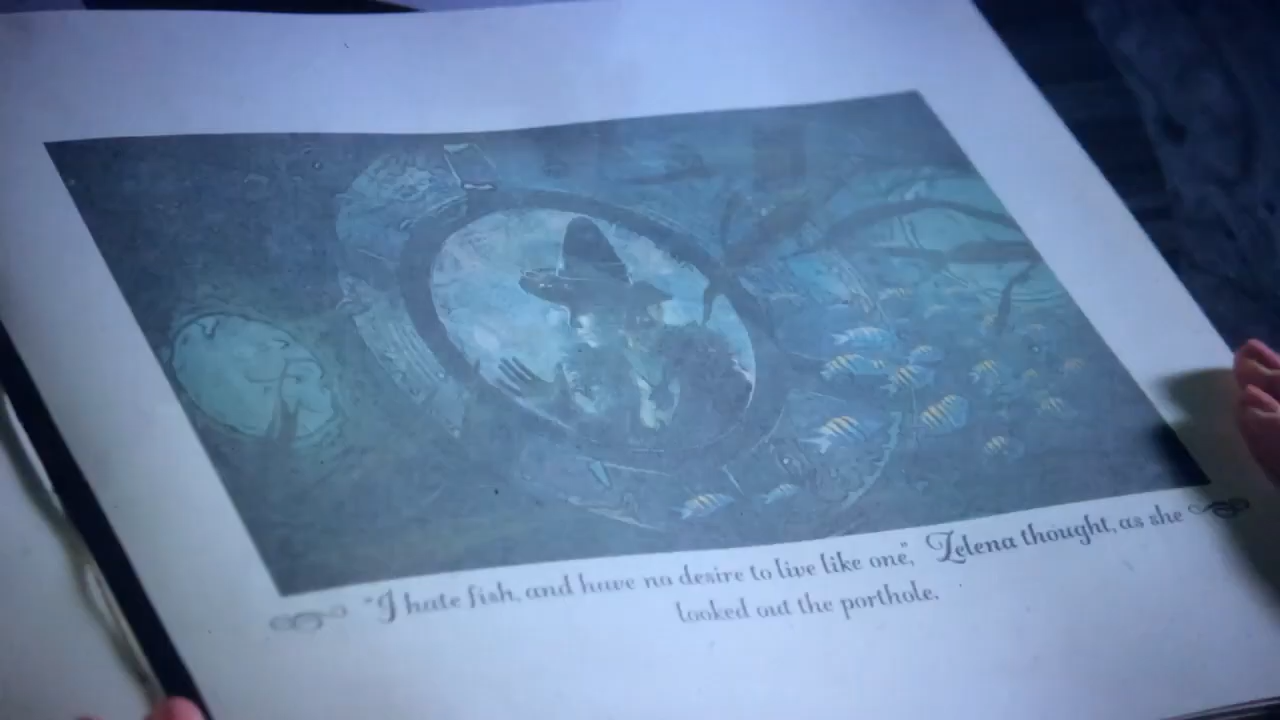 "I hate fish, and have no desire to live like one," Zelena thought, as she
looked out the porthole.